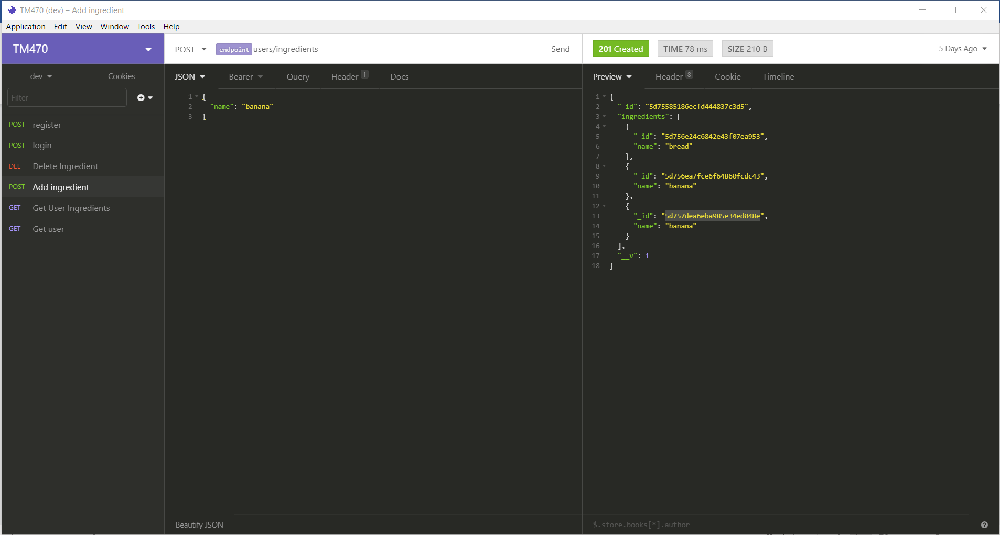 TM470 (dev) – Add ingredient
Application Edit View Window Tools Help
TM470
POST endpoint users/ingredients Send
201 Created TIME 78 ms SIZE 210 B 5 Days Ago
dev Cookies
Filter
POST register
POST login
DEL Delete Ingredient
POST Add ingredient
GET Get User Ingredients
GET Get user
JSON Bearer Query Header 1 Docs
1 {
2 "name": "banana"
3 }
Beautify JSON
Preview Header 8 Cookie Timeline
1 {
2 "_id": "5d75585186ecfd444837c3d5",
3 "ingredients": [
4 {
5 "_id": "5d756e24c6842e43f07ea953",
6 "name": "bread"
7 },
8 {
9 "_id": "5d756ea7fce6f64860fcdc43",
10 "name": "banana"
11 },
12 {
13 "_id": "5d757dea6eba985e34ed048e",
14 "name": "banana"
15 }
16 ],
17 "__v": 1
18 }
$.store.books[*].author